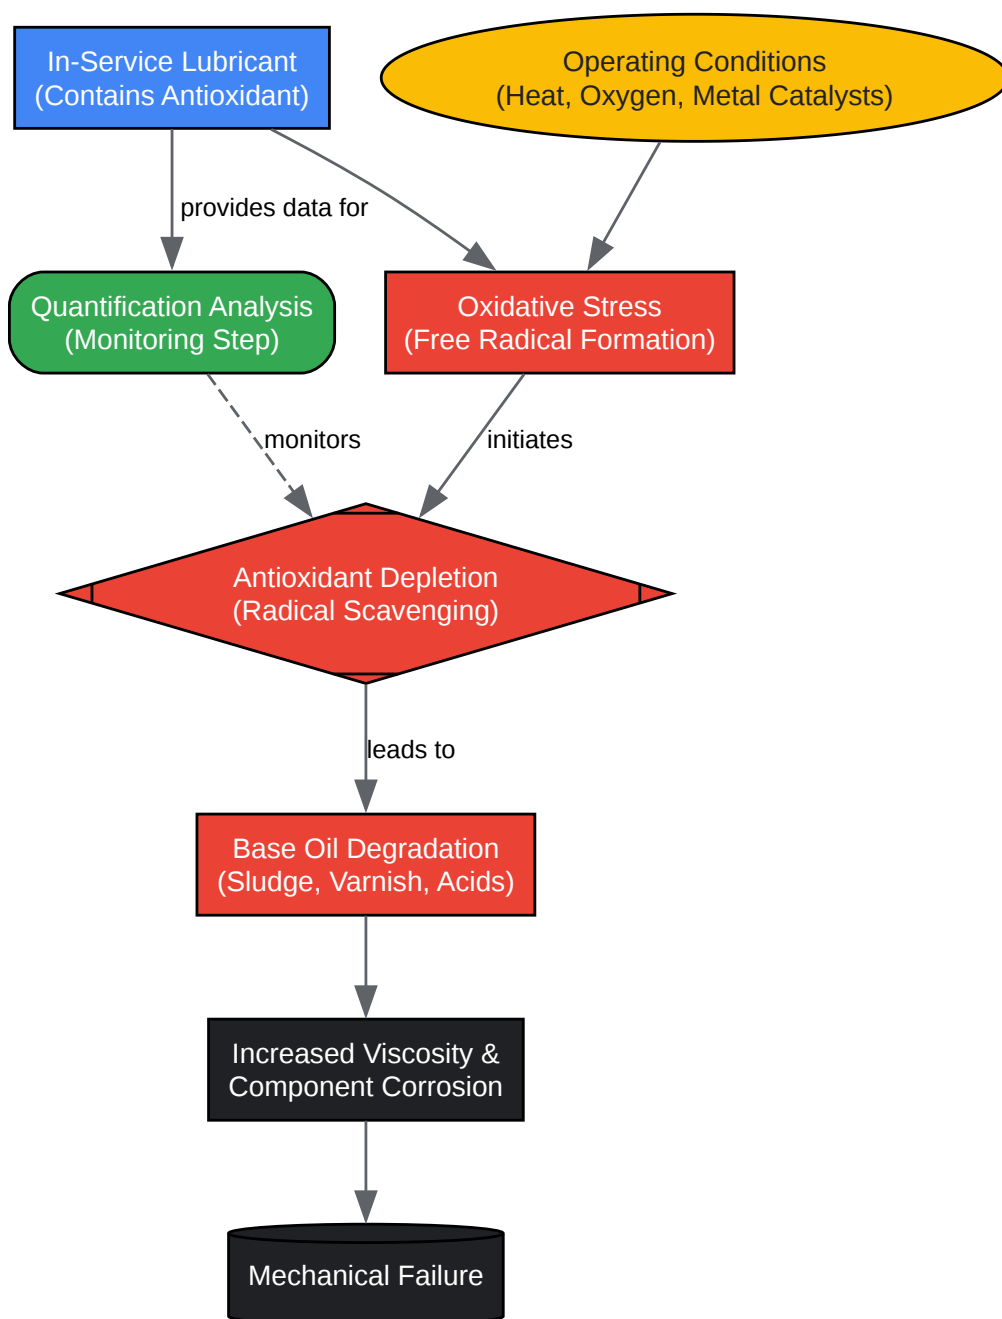 In-Service Lubricant
(Contains Antioxidant)
Operating Conditions
(Heat, Oxygen, Metal Catalysts)
provides data for
Quantification Analysis
(Monitoring Step)
Oxidative Stress
(Free Radical Formation)
monitors
initiates
Antioxidant Depletion
(Radical Scavenging)
leads to
Base Oil Degradation
(Sludge, Varnish, Acids)
Increased Viscosity &
Component Corrosion
Mechanical Failure